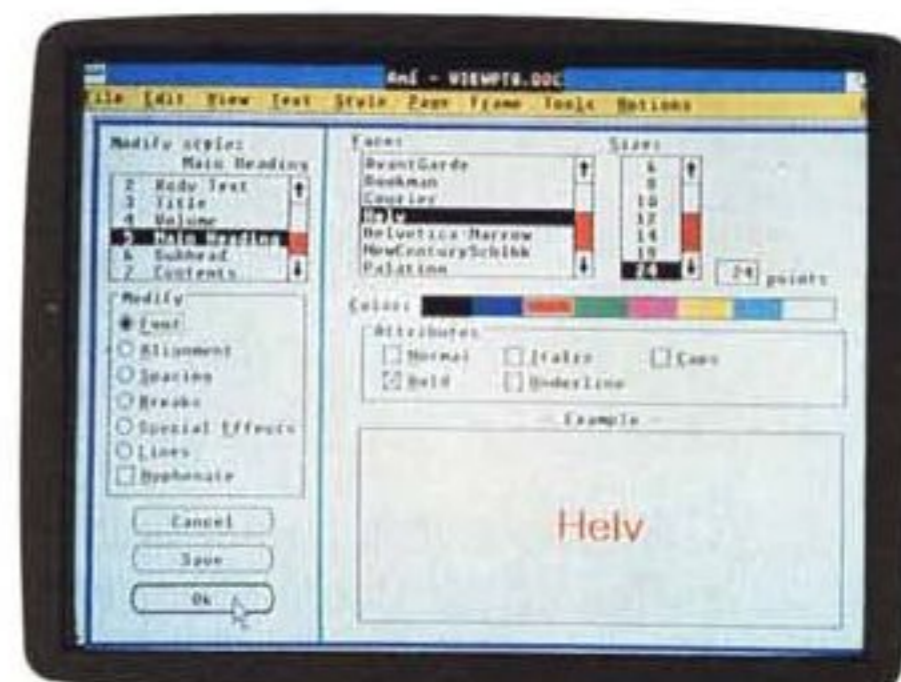 Ami - VIEWPTS.DOC
File Edit View Text Style Page Frame Tools Options
Modify style:
Main Heading
2 Body Text
3 Title
4 Volume
5 Main Heading
6 Subhead
7 Contents
Modify
Font
Alignment
Spacing
Breaks
Special Effects
Lines
Hyphenate
Cancel
Save
Ok
Face:
AvantGarde
Bookman
Courier
Helv
Helvetica-Narrow
NewCenturySchlbk
Palatino
Size:
6
8
10
12
14
18
24
24 points
Color:
Attributes
Normal Italic Caps
Bold Underline
Example
Helv